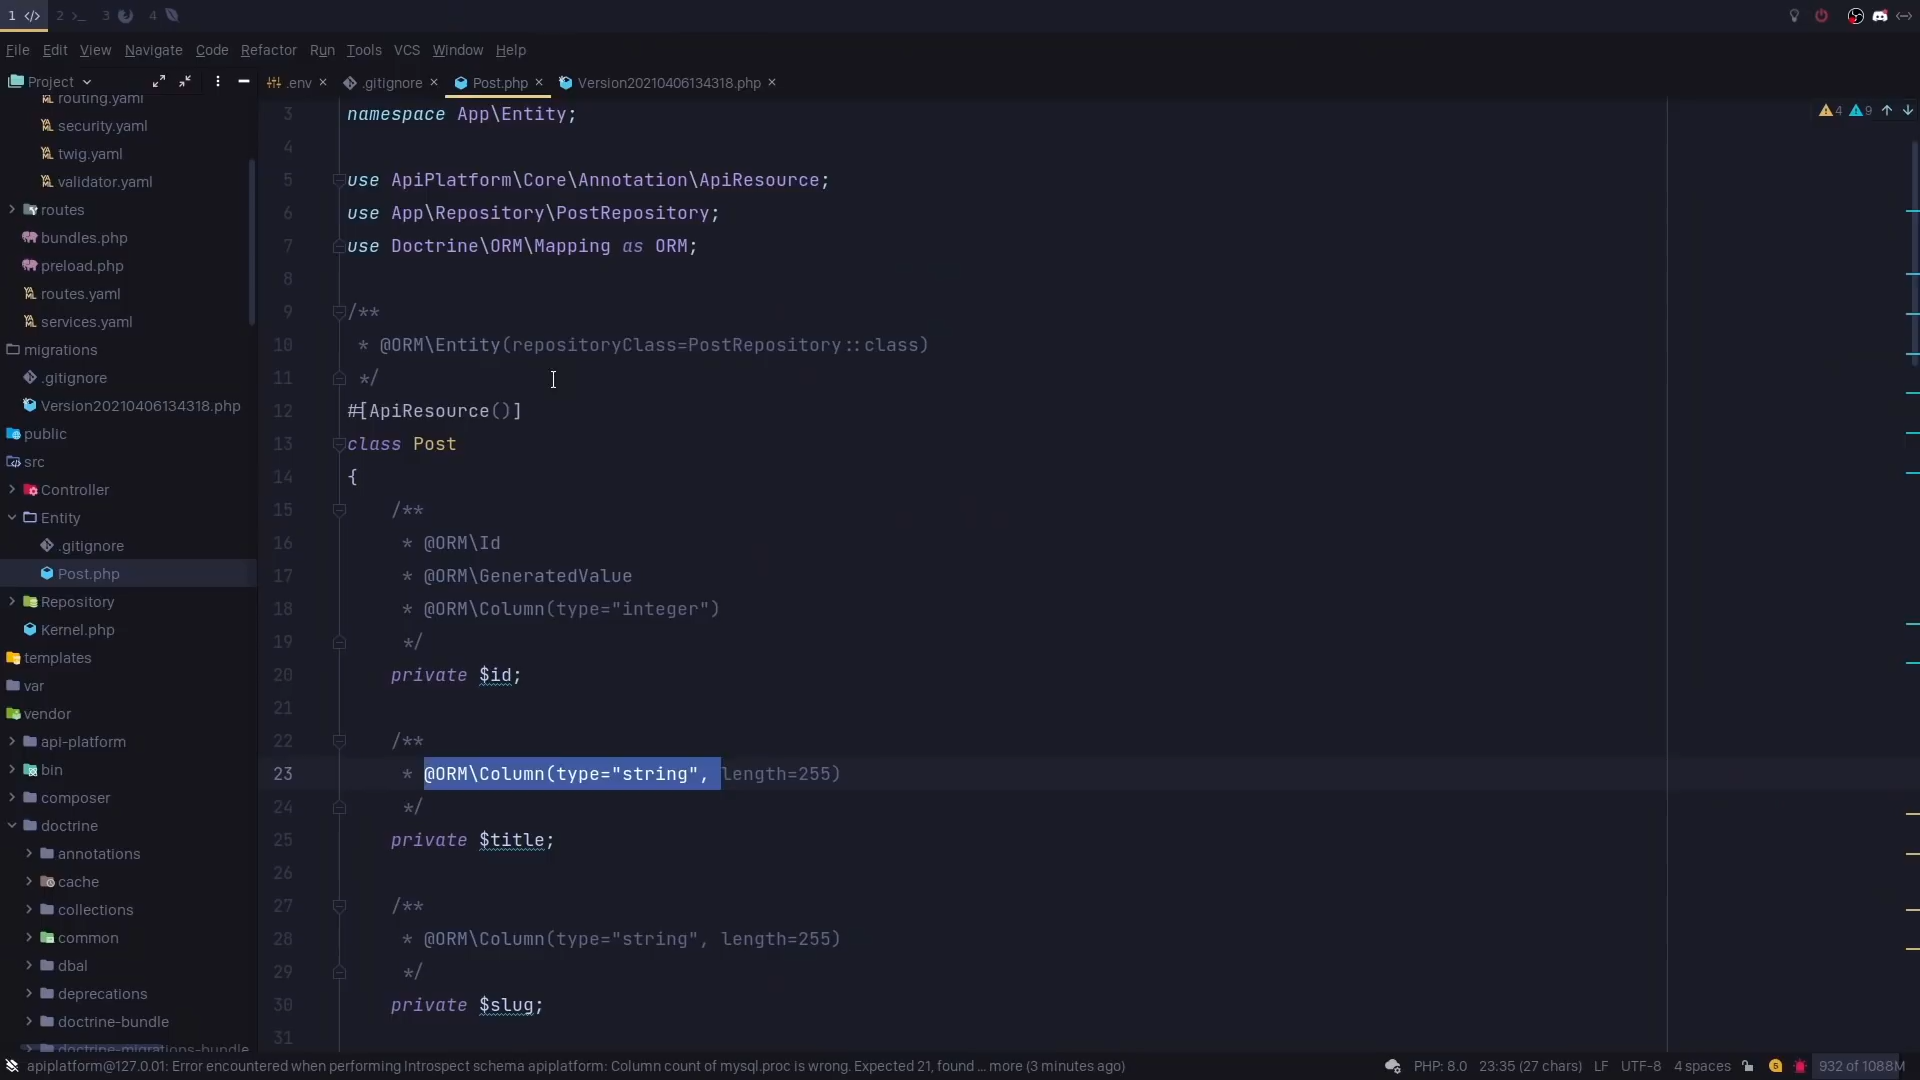 1 </>
2 >_
3
4
File Edit View Navigate Code Refactor Run Tools VCS Window Help
Project
.env
.gitignore
Post.php
Version20210406134318.php
routing.yaml
security.yaml
twig.yaml
validator.yaml
routes
bundles.php
preload.php
routes.yaml
services.yaml
migrations
.gitignore
Version20210406134318.php
public
src
Controller
Entity
.gitignore
Post.php
Repository
Kernel.php
templates
var
vendor
api-platform
bin
composer
doctrine
annotations
cache
collections
common
dbal
deprecations
doctrine-bundle
doctrine-migrations-bundle
4 9
3 namespace App\Entity;
4
5 use ApiPlatform\Core\Annotation\ApiResource;
6 use App\Repository\PostRepository;
7 use Doctrine\ORM\Mapping as ORM;
8
9 /**
10 * @ORM\Entity(repositoryClass=PostRepository::class)
11 */
12 #[ApiResource()]
13 class Post
14 {
15 /**
16 * @ORM\Id
17 * @ORM\GeneratedValue
18 * @ORM\Column(type="integer")
19 */
20 private $id;
21
22 /**
23 * @ORM\Column(type="string", length=255)
24 */
25 private $title;
26
27 /**
28 * @ORM\Column(type="string", length=255)
29 */
30 private $slug;
31
apiplatform@127.0.01: Error encountered when performing Introspect schema apiplatform: Column count of mysql.proc is wrong. Expected 21, found ... more (3 minutes ago)
PHP: 8.0 23:35 (27 chars) LF UTF-8 4 spaces 932 of 1088M